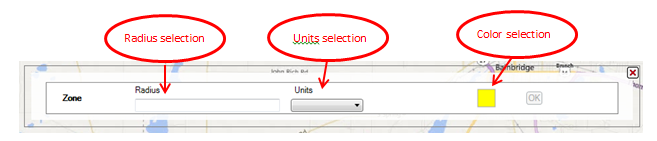 Radius selection
Units selection
Color selection
Bainbridge
Radius
Units
Zone
OK